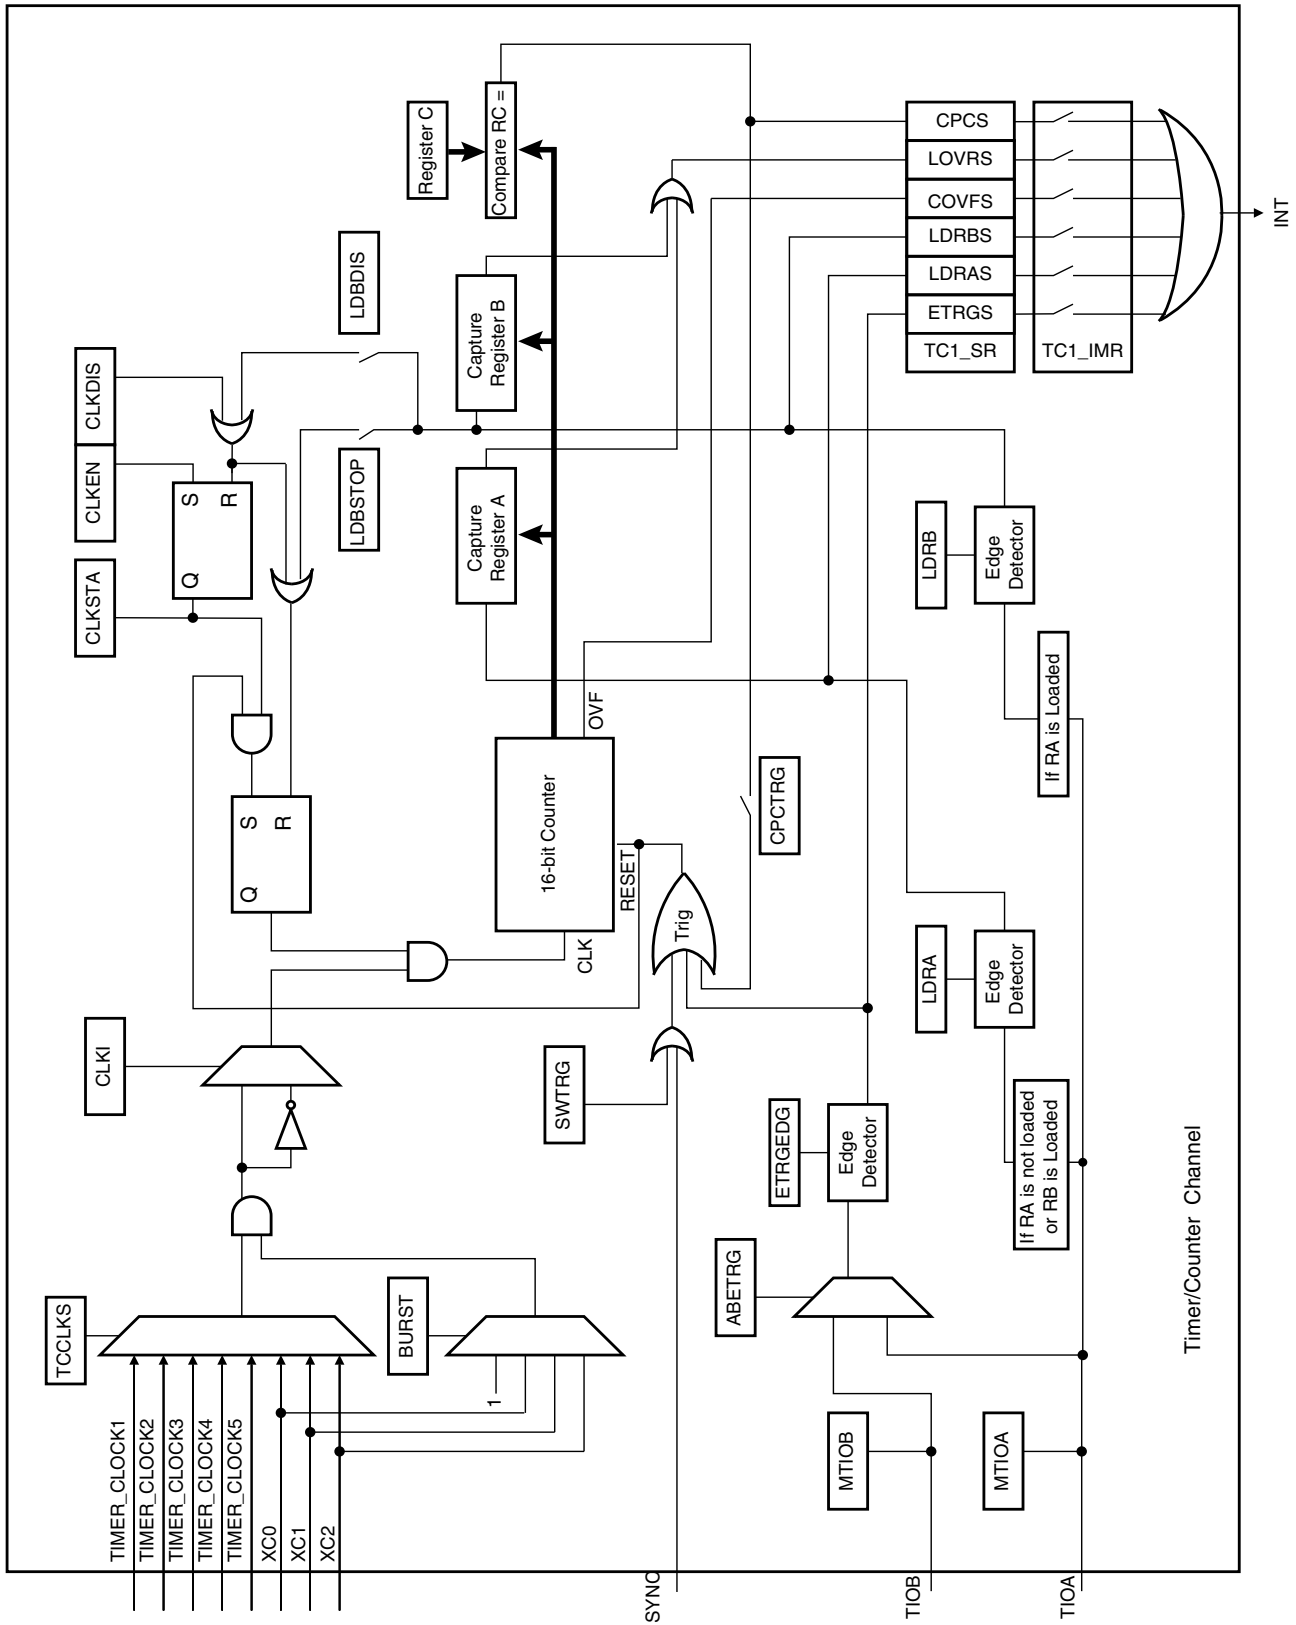 TCCLKS
TIMER_CLOCK1
TIMER_CLOCK2
TIMER_CLOCK3
TIMER_CLOCK4
TIMER_CLOCK5
XC0
XC1
XC2
BURST
1
CLKI
CLKSTA
CLKEN
CLKDIS
Q
S
R
Q
S
R
LDBSTOP
LDBDIS
Register C
Capture
Register A
Capture
Register B
Compare RC =
16-bit Counter
CLK
OVF
RESET
SWTRG
Trig
CPCTRG
SYNC
ABETRG
ETRGEDG
Edge
Detector
MTIOB
TIOB
MTIOA
TIOA
LDRA
Edge
Detector
If RA is not loaded
or RB is Loaded
LDRB
Edge
Detector
If RA is Loaded
CPCS
LOVRS
COVFS
LDRBS
LDRAS
ETRGS
TC1_SR
TC1_IMR
INT
Timer/Counter Channel